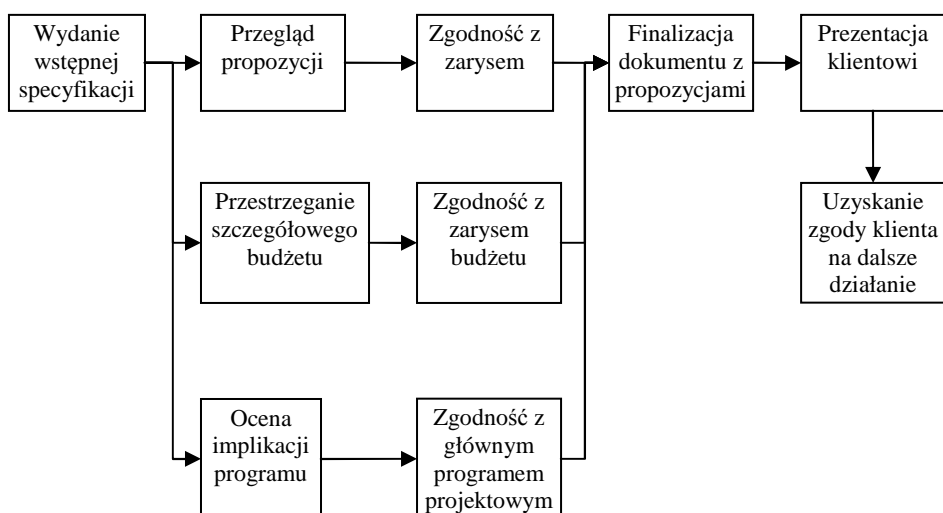 Wydanie
wstępnej
specyfikacji
Przegląd
propozycji
Zgodność z
zarysem
Finalizacja
dokumentu z
propozycjami
Prezentacja
klientowi
Przestrzeganie
szczegółowego
budżetu
Zgodność z
zarysem
budżetu
Uzyskanie
zgody klienta
na dalsze
działanie
Ocena
implikacji
programu
Zgodność z
głównym
programem
projektowym